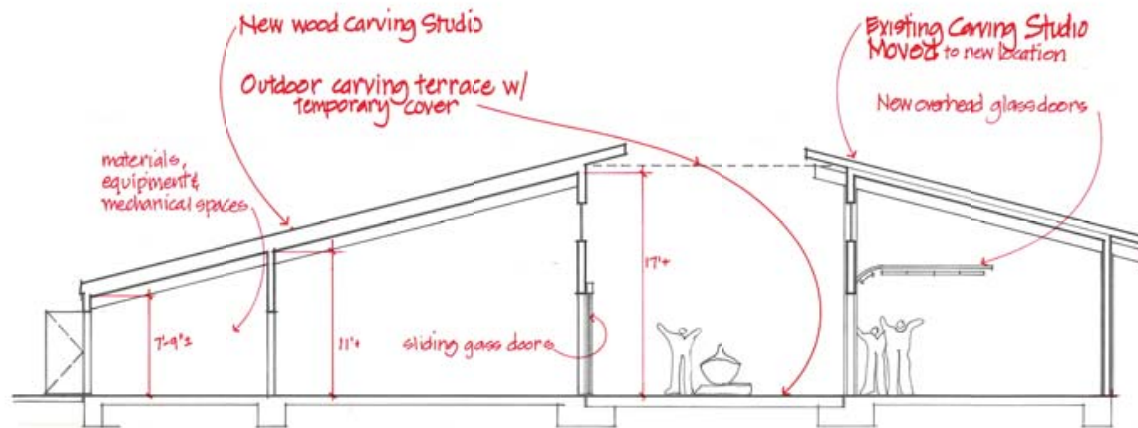 New wood Carving Studio
Existing Carving Studio
Moved to new location
Outdoor carving terrace w/
temporary cover
New overhead glass doors
materials,
equipment &
mechanical spaces
17'+
7'-9"±
11'+
sliding gass doors